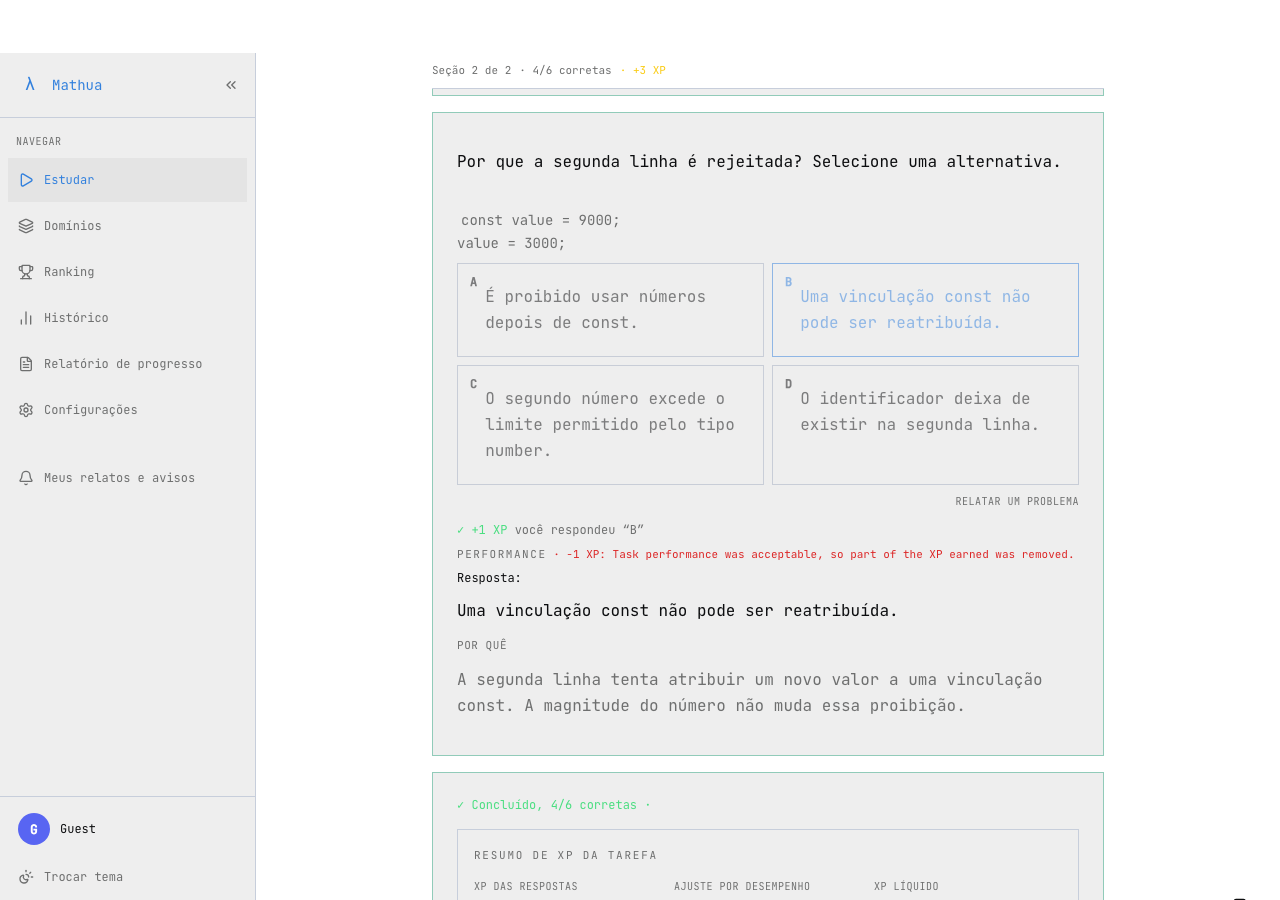 λ Mathua «
NAVEGAR
Estudar
Domínios
Ranking
Histórico
Relatório de progresso
Configurações
Meus relatos e avisos
G Guest
Trocar tema
Seção 2 de 2 · 4/6 corretas · +3 XP
Por que a segunda linha é rejeitada? Selecione uma alternativa.
const value = 9000;
value = 3000;
A
É proibido usar números
depois de const.
B
Uma vinculação const não
pode ser reatribuída.
C
O segundo número excede o
limite permitido pelo tipo
number.
D
O identificador deixa de
existir na segunda linha.
RELATAR UM PROBLEMA
✓ +1 XP você respondeu “B”
PERFORMANCE · -1 XP: Task performance was acceptable, so part of the XP earned was removed.
Resposta:
Uma vinculação const não pode ser reatribuída.
POR QUÊ
A segunda linha tenta atribuir um novo valor a uma vinculação
const. A magnitude do número não muda essa proibição.
✓ Concluído, 4/6 corretas ·
RESUMO DE XP DA TAREFA
XP DAS RESPOSTAS AJUSTE POR DESEMPENHO XP LÍQUIDO